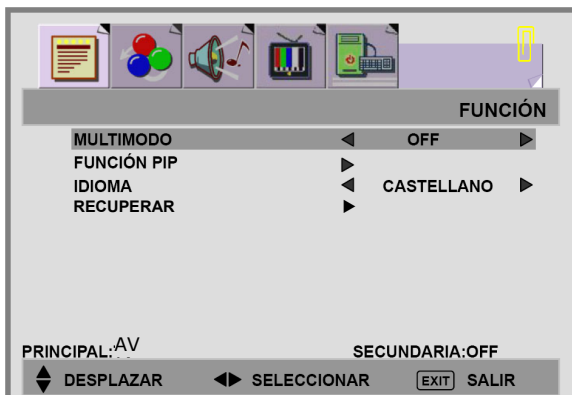 FUNCIÓN
MULTIMODO OFF
FUNCIÓN PIP
IDIOMA CASTELLANO
RECUPERAR
PRINCIPAL:AV SECUNDARIA:OFF
DESPLAZAR SELECCIONAR EXIT SALIR